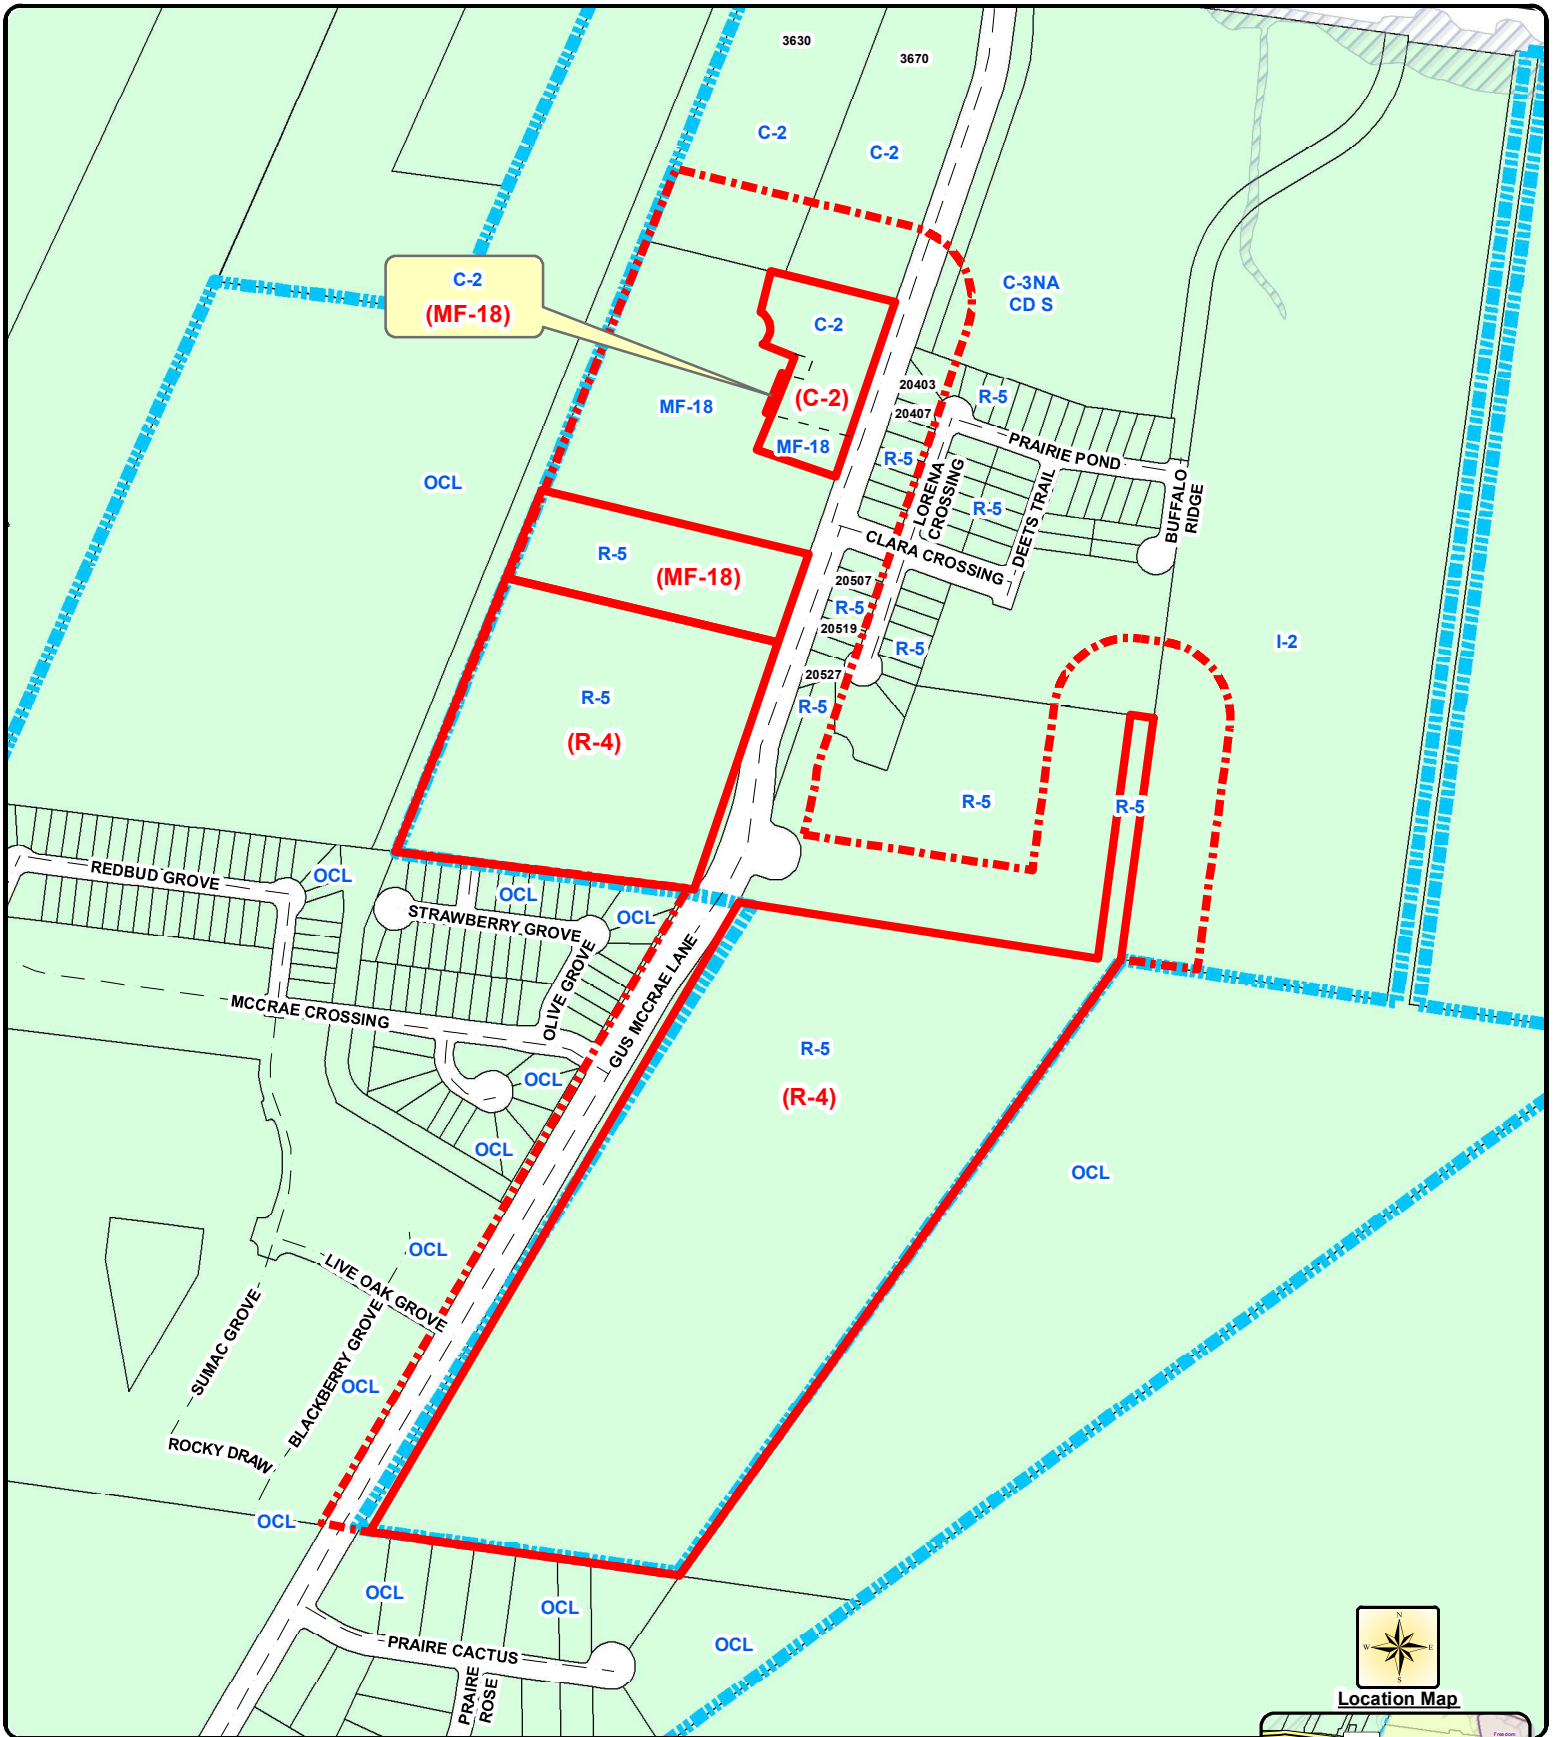 3630
3670
C-2
C-2
C-2
(MF-18)
C-3NA
CD S
C-2
20403
R-5
(C-2)
MF-18
20407
PRAIRIE POND
MF-18
R-5
LORENA
CROSSING
OCL
BUFFALO
RIDGE
R-5
DEETS TRAIL
CLARA CROSSING
R-5
(MF-18)
20507
R-5
20519
I-2
R-5
20527
R-5
R-5
(R-4)
R-5
R-5
REDBUD GROVE
OCL
OCL
STRAWBERRY GROVE
OCL
OLIVE GROVE
GUS MCCRAE LANE
MCCRAE CROSSING
R-5
OCL
(R-4)
OCL
OCL
OCL
LIVE OAK GROVE
SUMAC GROVE
BLACKBERRY GROVE
OCL
ROCKY DRAW
OCL
OCL
OCL
PRAIRE CACTUS
OCL
PRAIRE
ROSE
N
W
E
S
Location Map
Freedom